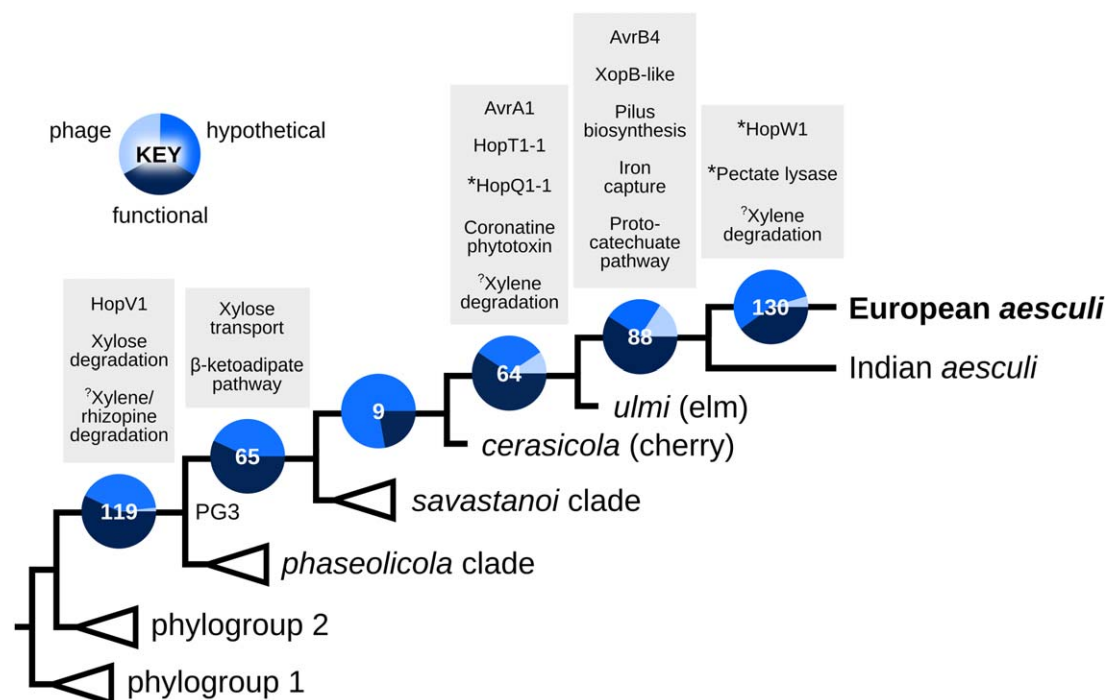 AvrB4
XopB-like
Pilus
biosynthesis
Iron
capture
Proto-
catechuate
pathway
AvrA1
HopT1-1
*HopQ1-1
Coronatine
phytotoxin
?Xylene
degradation
*HopW1
*Pectate lysase
?Xylene
degradation
phage
KEY
hypothetical
functional
HopV1
Xylose
degradation
?Xylene/
rhizopine
degradation
Xylose
transport
β-ketoadipate
pathway
130
European aesculi
88
Indian aesculi
64
ulmi (elm)
9
cerasicola (cherry)
65
savastanoi clade
119
PG3
phaseolicola clade
phylogroup 2
phylogroup 1